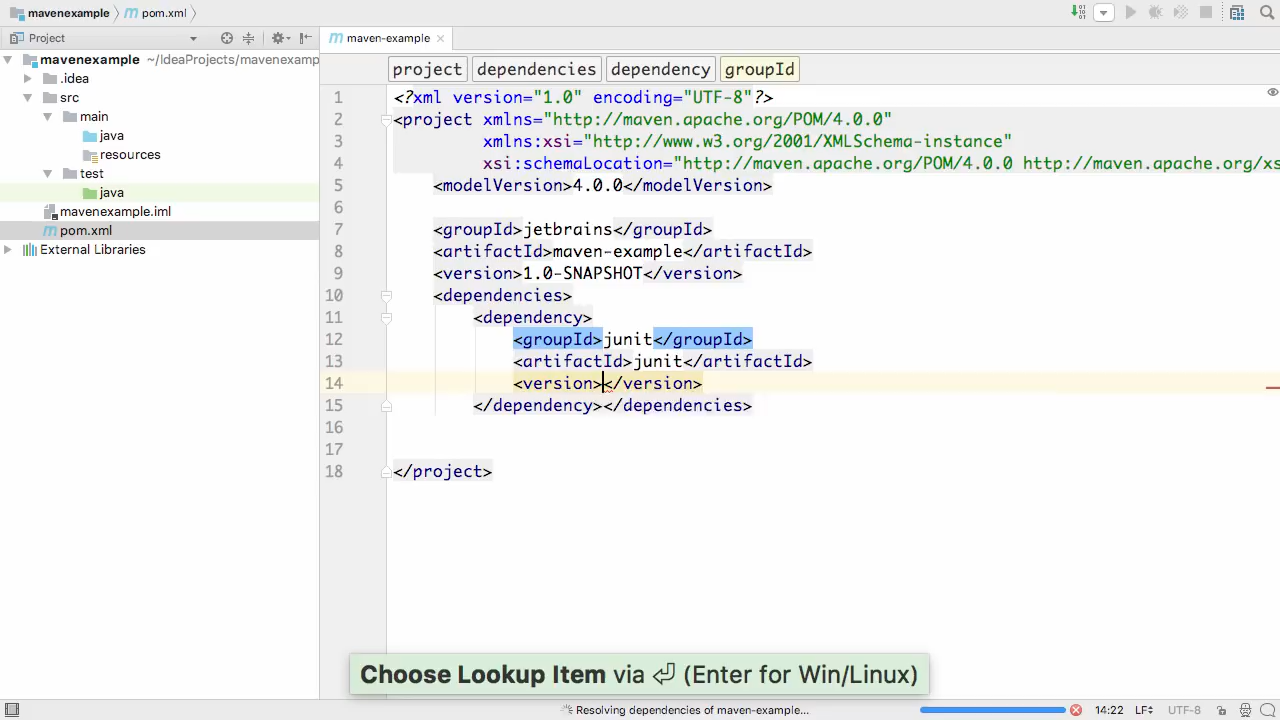 mavenexample pom.xml
Project
maven-example
mavenexample ~/IdeaProjects/mavenexamp
.idea
src
main
java
resources
test
java
mavenexample.iml
pom.xml
External Libraries
project dependencies dependency groupId
1 <?xml version="1.0" encoding="UTF-8"?>
2 <project xmlns="http://maven.apache.org/POM/4.0.0"
3 xmlns:xsi="http://www.w3.org/2001/XMLSchema-instance"
4 xsi:schemaLocation="http://maven.apache.org/POM/4.0.0 http://maven.apache.org/xs
5 <modelVersion>4.0.0</modelVersion>
6
7 <groupId>jetbrains</groupId>
8 <artifactId>maven-example</artifactId>
9 <version>1.0-SNAPSHOT</version>
10 <dependencies>
11 <dependency>
12 <groupId>junit</groupId>
13 <artifactId>junit</artifactId>
14 <version></version>
15 </dependency></dependencies>
16
17
18 </project>
Choose Lookup Item via ⏎ (Enter for Win/Linux)
Resolving dependencies of maven-example... 14:22 LF÷ UTF-8